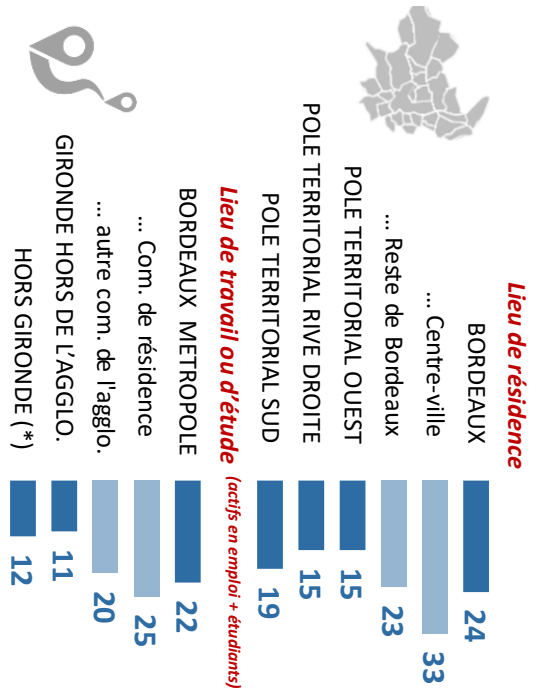 Lieu de résidence
BORDEAUX 24
... Centre-ville 33
... Reste de Bordeaux 23
POLE TERRITORIAL OUEST 15
POLE TERRITORIAL RIVE DROITE 15
POLE TERRITORIAL SUD 19
Lieu de travail ou d'étude (actifs en emploi + étudiants)
BORDEAUX METROPOLE 22
... Com. de résidence 25
... autre com. de l'agglo. 20
GIRONDE HORS DE L'AGGLO. 11
HORS GIRONDE (*) 12